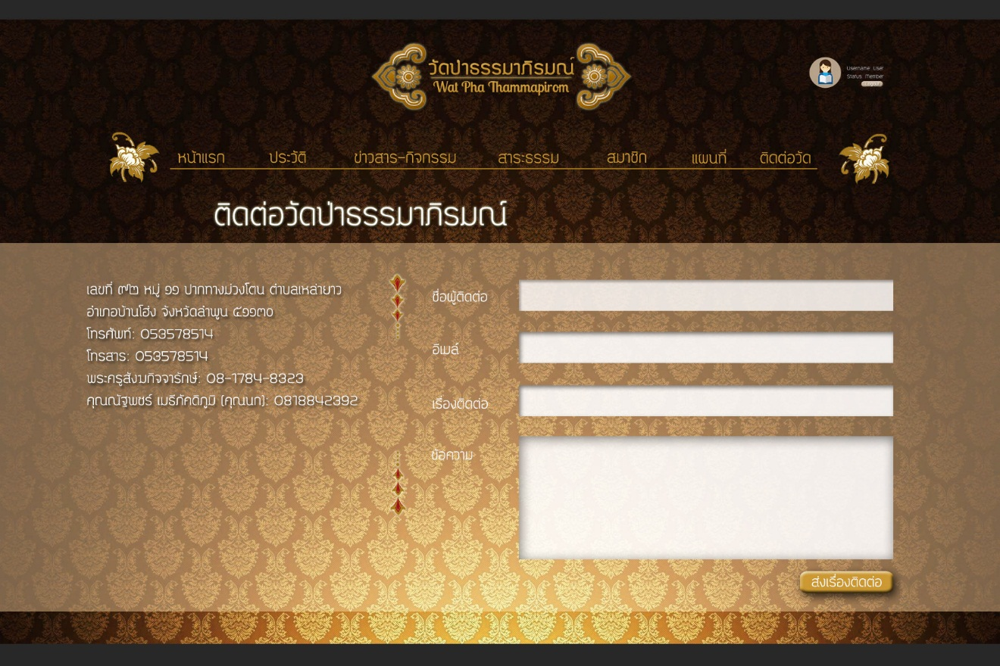 วัดป่าธรรมาภิรมณ์
Wat Pha Thammapirom
Username User
Status Member
Logout
หน้าแรก ประวัติ ข่าวสาร-กิจกรรม สาระธรรม สมาชิก แผนที่ ติดต่อวัด
ติดต่อวัดป่าธรรมาภิรมณ์
เลขที่ ๗๒ หมู่ ๑๑ ปากทางม่วงโตน ตำบลเหล่ายาว
อำเภอบ้านโฮ่ง จังหวัดลำพูน ๕๑๑๓๐
โทรศัพท์: 053578514
โทรสาร: 053578514
พระครูสังฆกิจจารักษ์: 08-1784-8323
คุณณัฐพชร์ เมธีภัคดิภูมิ (คุณนก): 0818842392
ชื่อผู้ติดต่อ
อีเมล์
เรื่องติดต่อ
ข้อความ
ส่งเรื่องติดต่อ